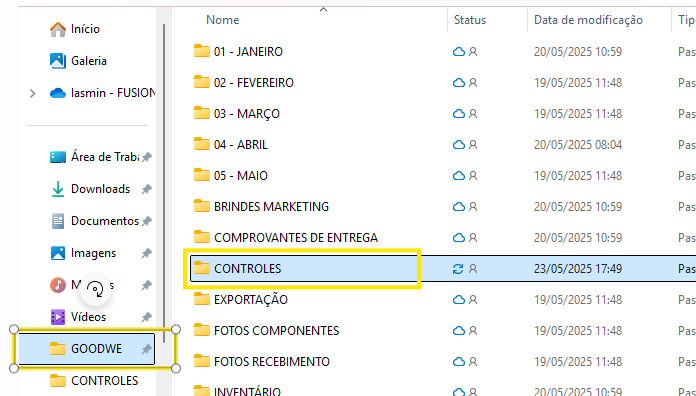 Nome Status Data de modificação Tip
Início
Galeria
Iasmin - FUSION
Área de Traba
Downloads
Documentos
Imagens
Vídeos
GOODWE
CONTROLES
01 - JANEIRO 20/05/2025 10:59 Pas
02 - FEVEREIRO 19/05/2025 11:48 Pas
03 - MARÇO 19/05/2025 11:48 Pas
04 - ABRIL 20/05/2025 08:04 Pas
05 - MAIO 19/05/2025 11:48 Pas
BRINDES MARKETING 20/05/2025 10:59 Pas
COMPROVANTES DE ENTREGA 20/05/2025 10:59 Pas
CONTROLES 23/05/2025 17:49 Pas
EXPORTAÇÃO 19/05/2025 11:48 Pas
FOTOS COMPONENTES 19/05/2025 11:48 Pas
FOTOS RECEBIMENTO 19/05/2025 11:48 Pas
INVENTÁRIO 20/05/2025 10:59 Pas